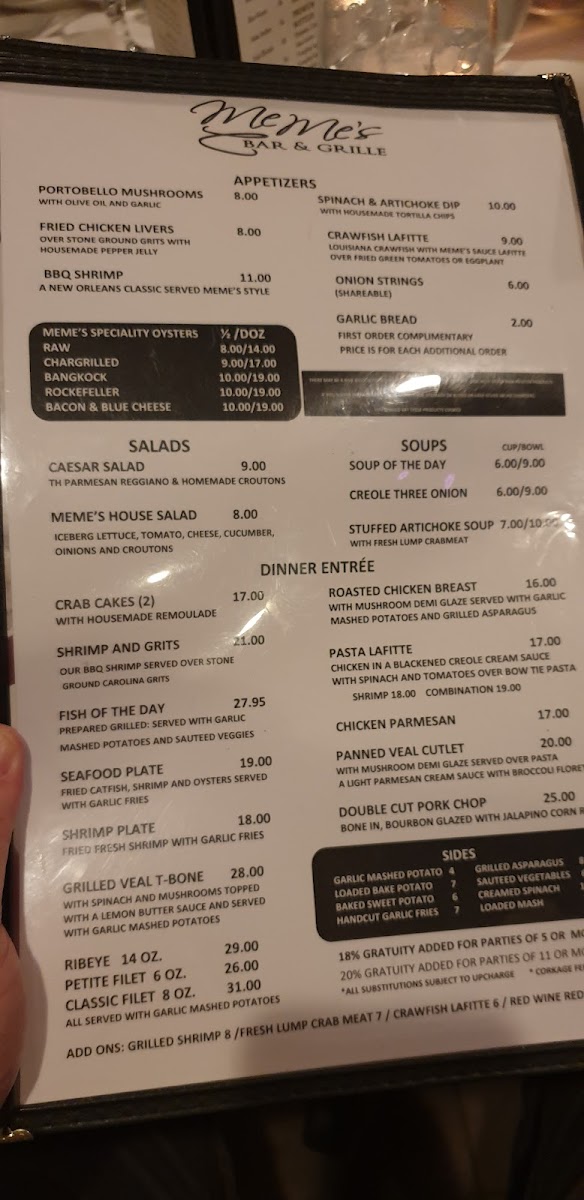 MeMe's
BAR & GRILLE
APPETIZERS
PORTOBELLO MUSHROOMS 8.00
WITH OLIVE OIL AND GARLIC
FRIED CHICKEN LIVERS 8.00
OVER STONE GROUND GRITS WITH
HOUSEMADE PEPPER JELLY
BBQ SHRIMP 11.00
A NEW ORLEANS CLASSIC SERVED MEME'S STYLE
SPINACH & ARTICHOKE DIP 10.00
WITH HOUSEMADE TORTILLA CHIPS
CRAWFISH LAFITTE 9.00
LOUISIANA CRAWFISH WITH MEME'S SAUCE LAFITTE
OVER FRIED GREEN TOMATOES OR EGGPLANT
ONION STRINGS 6.00
(SHAREABLE)
GARLIC BREAD 2.00
FIRST ORDER COMPLIMENTARY
PRICE IS FOR EACH ADDITIONAL ORDER
MEME'S SPECIALITY OYSTERS ½ /DOZ
RAW 8.00/14.00
CHARGRILLED 9.00/17.00
BANGKOCK 10.00/19.00
ROCKEFELLER 10.00/19.00
BACON & BLUE CHEESE 10.00/19.00
SALADS
CAESAR SALAD 9.00
TH PARMESAN REGGIANO & HOMEMADE CROUTONS
MEME'S HOUSE SALAD 8.00
ICEBERG LETTUCE, TOMATO, CHEESE, CUCUMBER,
OINIONS AND CROUTONS
SOUPS CUP/BOWL
SOUP OF THE DAY 6.00/9.00
CREOLE THREE ONION 6.00/9.00
STUFFED ARTICHOKE SOUP 7.00/10.00
WITH FRESH LUMP CRABMEAT
DINNER ENTRÉE
CRAB CAKES (2) 17.00
WITH HOUSEMADE REMOULADE
SHRIMP AND GRITS 21.00
OUR BBQ SHRIMP SERVED OVER STONE
GROUND CAROLINA GRITS
FISH OF THE DAY 27.95
PREPARED GRILLED: SERVED WITH GARLIC
MASHED POTATOES AND SAUTEED VEGGIES
SEAFOOD PLATE 19.00
FRIED CATFISH, SHRIMP AND OYSTERS SERVED
WITH GARLIC FRIES
SHRIMP PLATE 18.00
FRIED FRESH SHRIMP WITH GARLIC FRIES
GRILLED VEAL T-BONE 28.00
WITH SPINACH AND MUSHROOMS TOPPED
WITH A LEMON BUTTER SAUCE AND SERVED
WITH GARLIC MASHED POTATOES
RIBEYE 14 OZ. 29.00
PETITE FILET 6 OZ. 26.00
CLASSIC FILET 8 OZ. 31.00
ALL SERVED WITH GARLIC MASHED POTATOES
ROASTED CHICKEN BREAST 16.00
WITH MUSHROOM DEMI GLAZE SERVED WITH GARLIC
MASHED POTATOES AND GRILLED ASPARAGUS
PASTA LAFITTE 17.00
CHICKEN IN A BLACKENED CREOLE CREAM SAUCE
WITH SPINACH AND TOMATOES OVER BOW TIE PASTA
SHRIMP 18.00 COMBINATION 19.00
CHICKEN PARMESAN 17.00
PANNED VEAL CUTLET 20.00
WITH MUSHROOM DEMI GLAZE SERVED OVER PASTA
A LIGHT PARMESAN CREAM SAUCE WITH BROCCOLI FLORE
DOUBLE CUT PORK CHOP 25.00
BONE IN, BOURBON GLAZED WITH JALAPINO CORN
SIDES
GARLIC MASHED POTATO 4 GRILLED ASPARAGUS
LOADED BAKE POTATO 7 SAUTEED VEGETABLES
BAKED SWEET POTATO 6 CREAMED SPINACH
HANDCUT GARLIC FRIES 7 LOADED MASH
18% GRATUITY ADDED FOR PARTIES OF 5 OR MO
20% GRATUITY ADDED FOR PARTIES OF 11 OR MO
*ALL SUBSTITUTIONS SUBJECT TO UPCHARGE * CORKAGE FE
ADD ONS: GRILLED SHRIMP 8 /FRESH LUMP CRAB MEAT 7 / CRAWFISH LAFITTE 6 / RED WINE RED